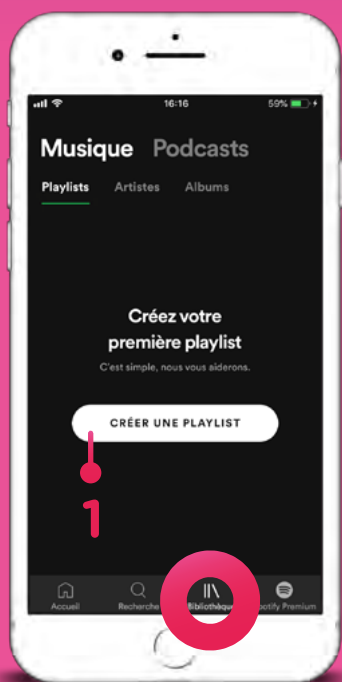 16:16
59%
Musique Podcasts
Playlists Artistes Albums
Créez votre
première playlist
C'est simple, nous vous aiderons.
CRÉER UNE PLAYLIST
1
Accueil Recherche Bibliothèque Spotify Premium